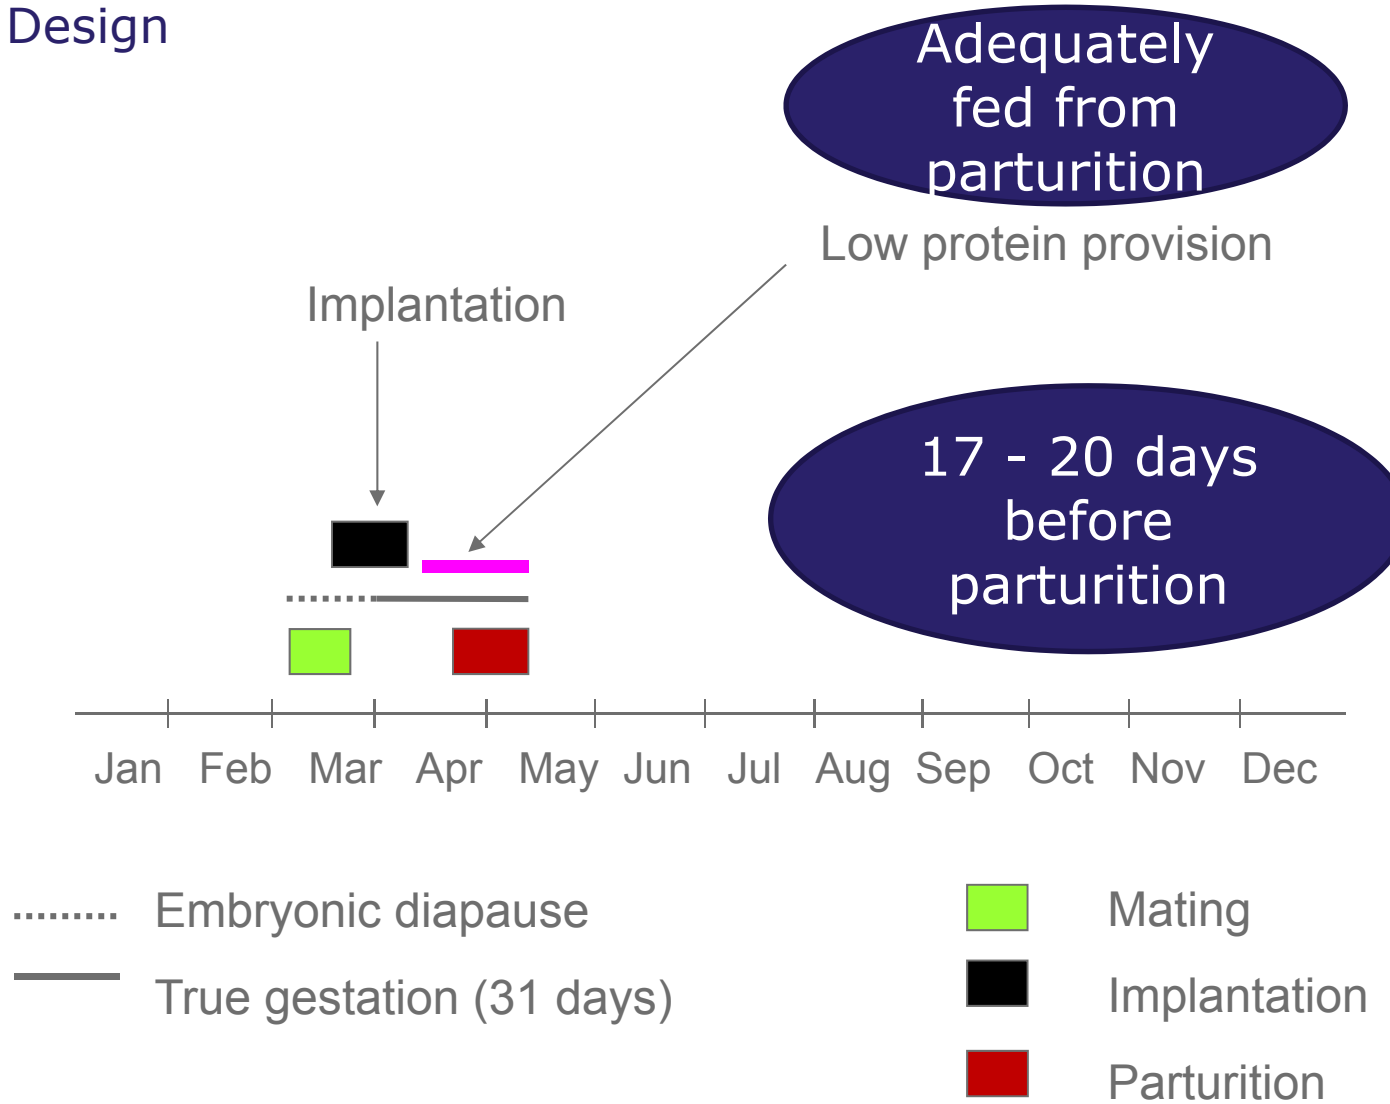 Design
Adequately
fed from
parturition
Low protein provision
Implantation
17 - 20 days
before
parturition
Jan Feb Mar Apr May Jun Jul Aug Sep Oct Nov Dec
Embryonic diapause
True gestation (31 days)
Mating
Implantation
Parturition